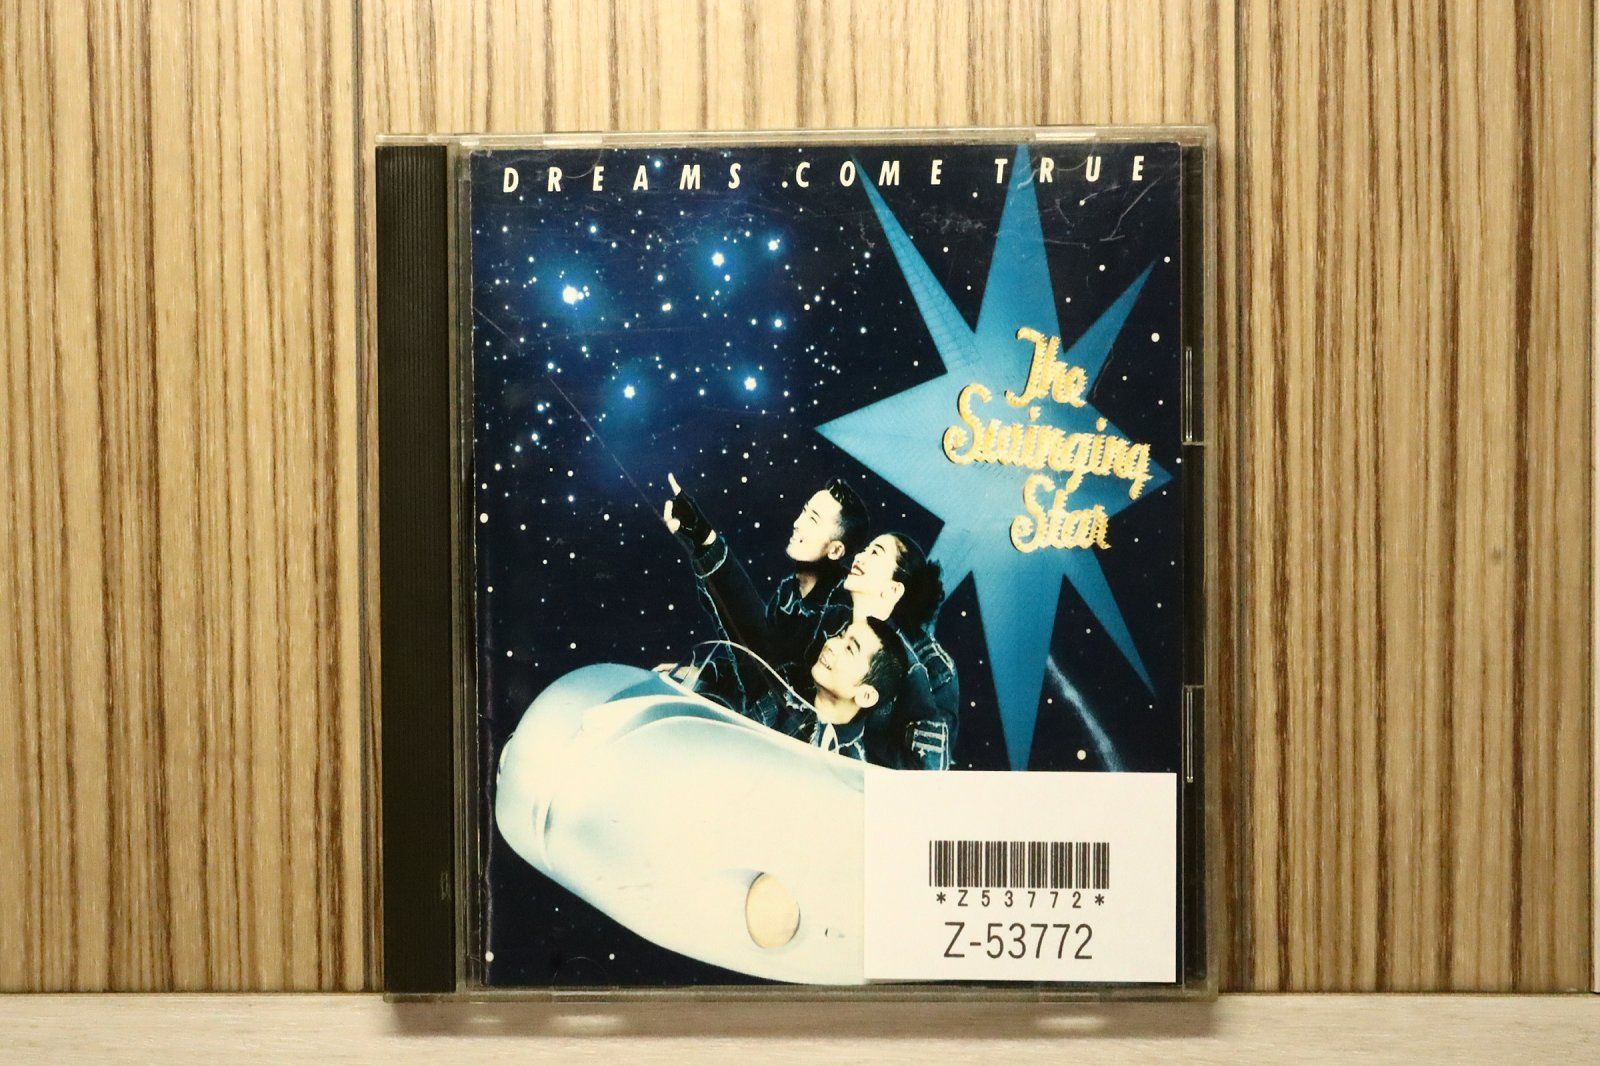 DREAMS COME TRUE
The
Swinging
Star
*Z53772*
Z-53772